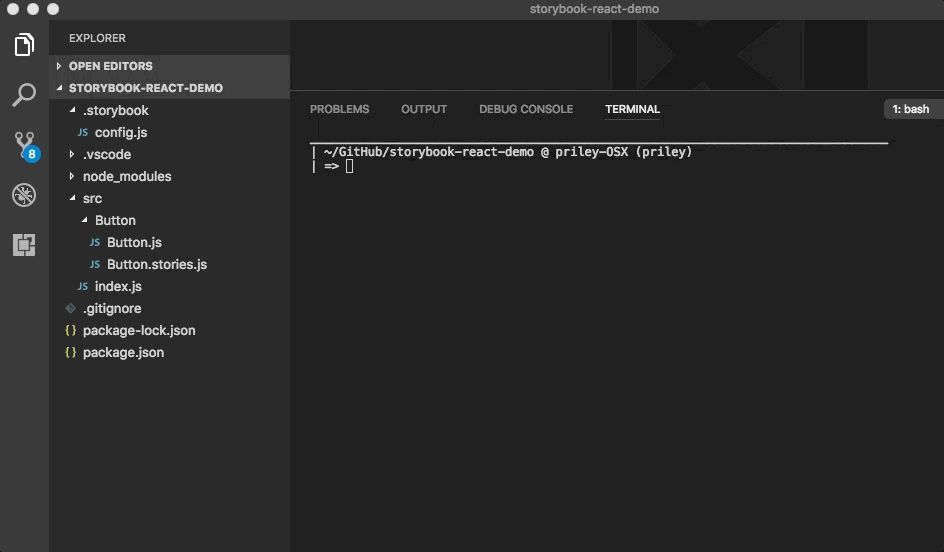 storybook-react-demo
EXPLORER
OPEN EDITORS
STORYBOOK-REACT-DEMO
.storybook
JS config.js
.vscode
node_modules
src
Button
JS Button.js
JS Button.stories.js
JS index.js
.gitignore
{} package-lock.json
{} package.json
8
PROBLEMS OUTPUT DEBUG CONSOLE TERMINAL 1: bash
| ~/GitHub/storybook-react-demo @ priley-OSX (priley)
| =>